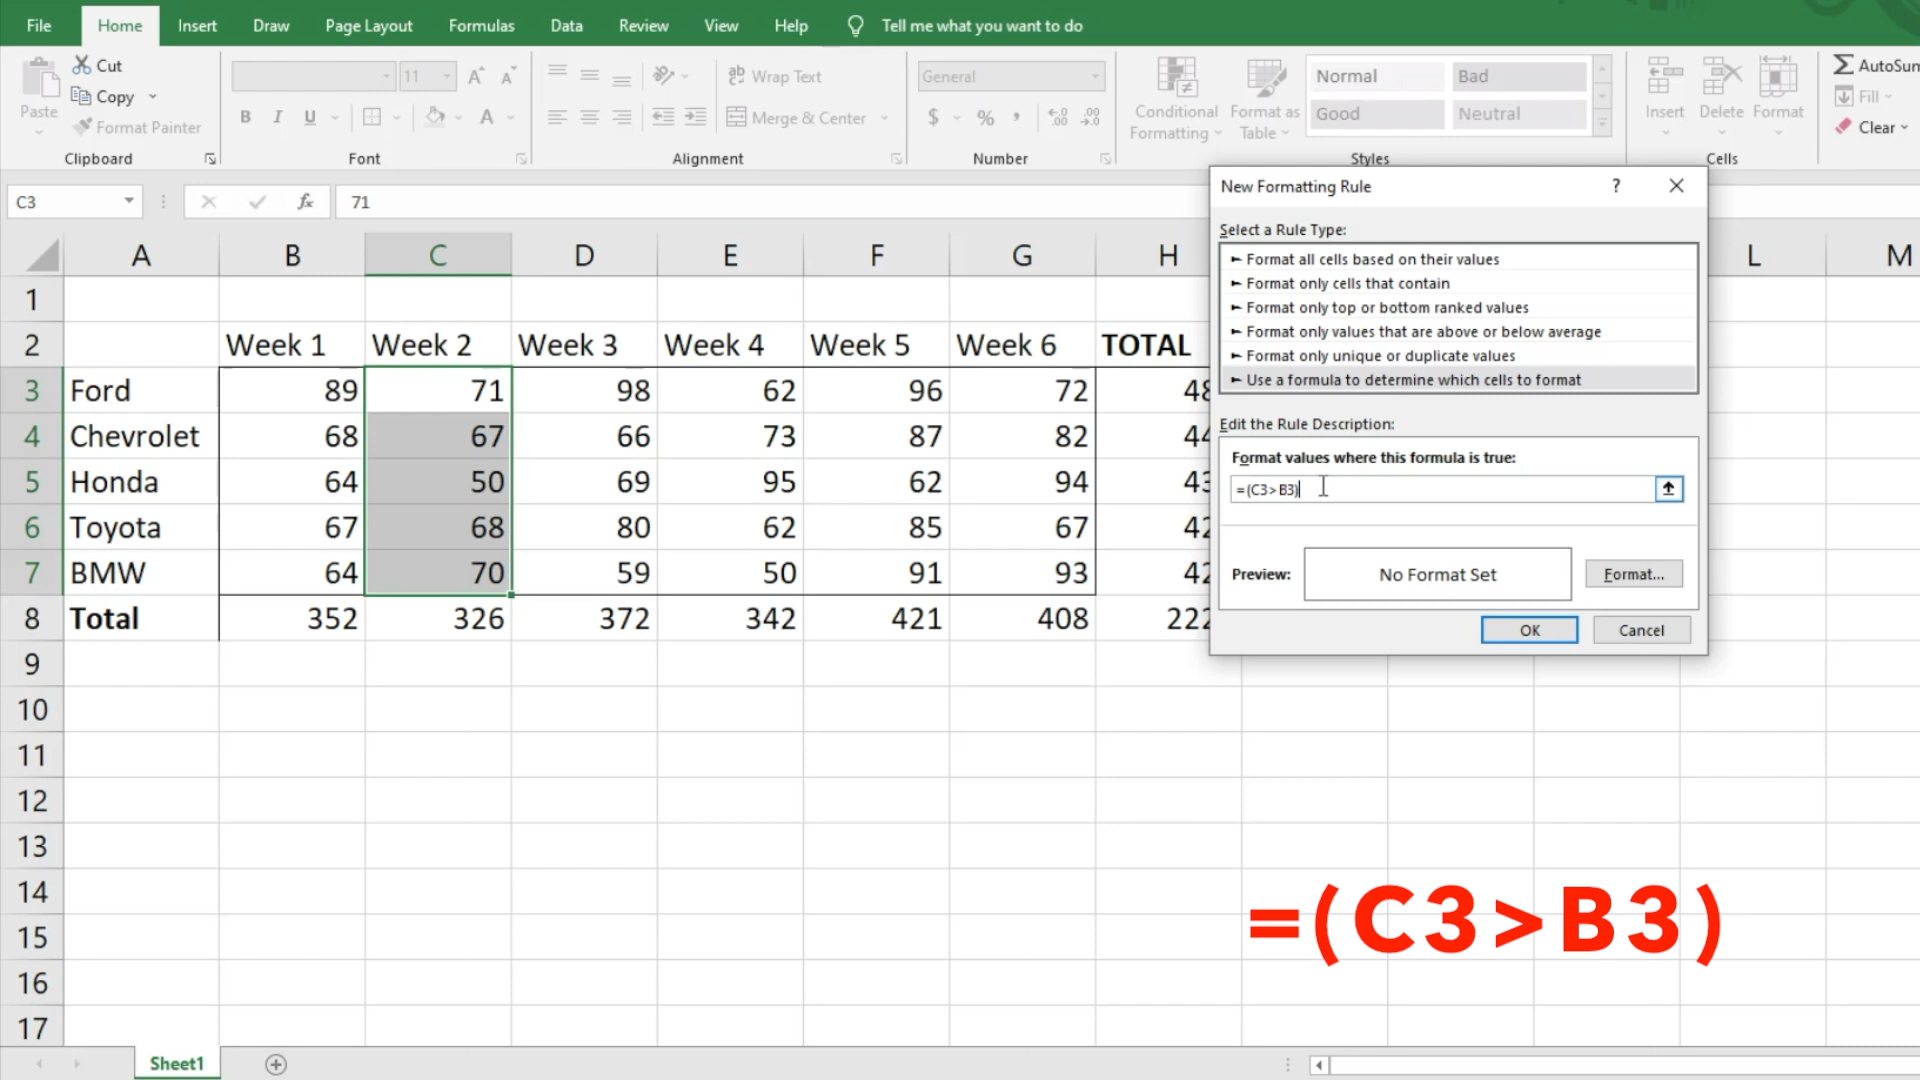 File Home Insert Draw Page Layout Formulas Data Review View Help Tell me what you want to do
Paste Cut Copy Format Painter Clipboard
11 B I U A Font
ab Wrap Text Merge & Center Alignment
General $ % , Number
Conditional Formatting Format as Table Normal Bad Good Neutral Styles
Insert Delete Format Cells
AutoSum Fill Clear
C3 fx 71
A B C D E F G H L M
1
2 Week 1 Week 2 Week 3 Week 4 Week 5 Week 6 TOTAL
3 Ford 89 71 98 62 96 72 48
4 Chevrolet 68 67 66 73 87 82 44
5 Honda 64 50 69 95 62 94 43
6 Toyota 67 68 80 62 85 67 42
7 BMW 64 70 59 50 91 93 42
8 Total 352 326 372 342 421 408 222
9
10
11
12
13
14
15
16
17
New Formatting Rule ?
Select a Rule Type:
Format all cells based on their values
Format only cells that contain
Format only top or bottom ranked values
Format only values that are above or below average
Format only unique or duplicate values
Use a formula to determine which cells to format
Edit the Rule Description:
Format values where this formula is true:
=(C3>B3)
Preview: No Format Set Format...
OK Cancel
=(C3>B3)
Sheet1